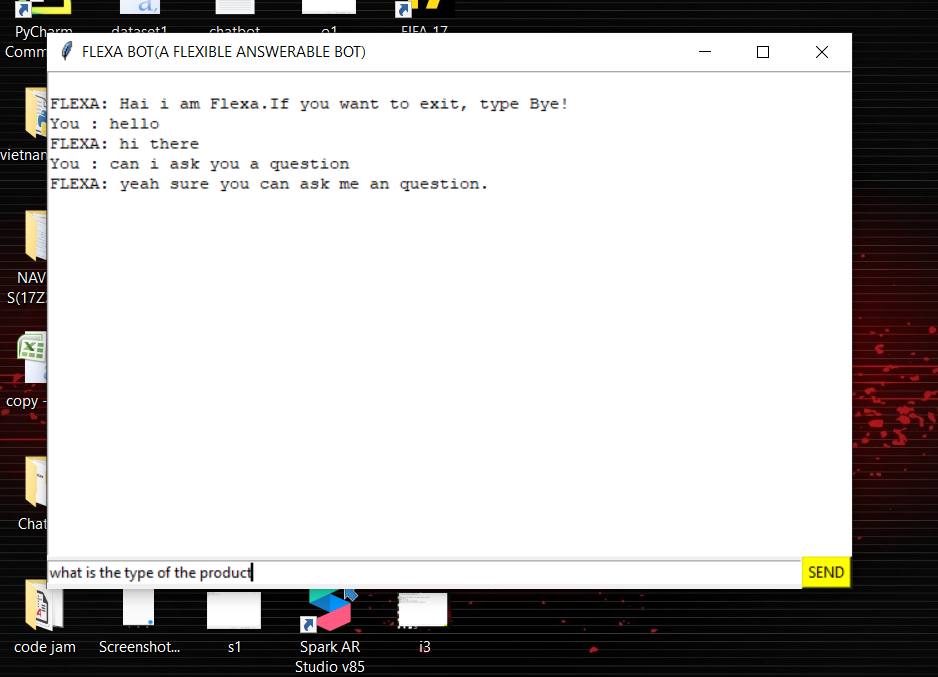 PyCharm
Comm
dataset1
chatbot
o1
FIFA 17
FLEXA BOT(A FLEXIBLE ANSWERABLE BOT)
FLEXA: Hai i am Flexa.If you want to exit, type Bye!
You : hello
FLEXA: hi there
You : can i ask you a question
FLEXA: yeah sure you can ask me an question.
vietnam
NAV
S(17Z
copy -
Chat
what is the type of the product
SEND
code jam
Screenshot...
s1
Spark AR
Studio v85
i3